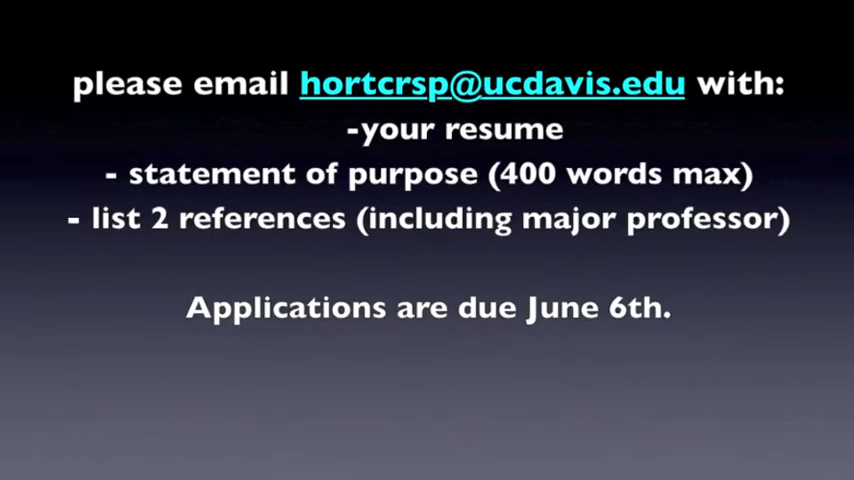 please email hortcrsp@ucdavis.edu with:
-your resume
- statement of purpose (400 words max)
- list 2 references (including major professor)
Applications are due June 6th.